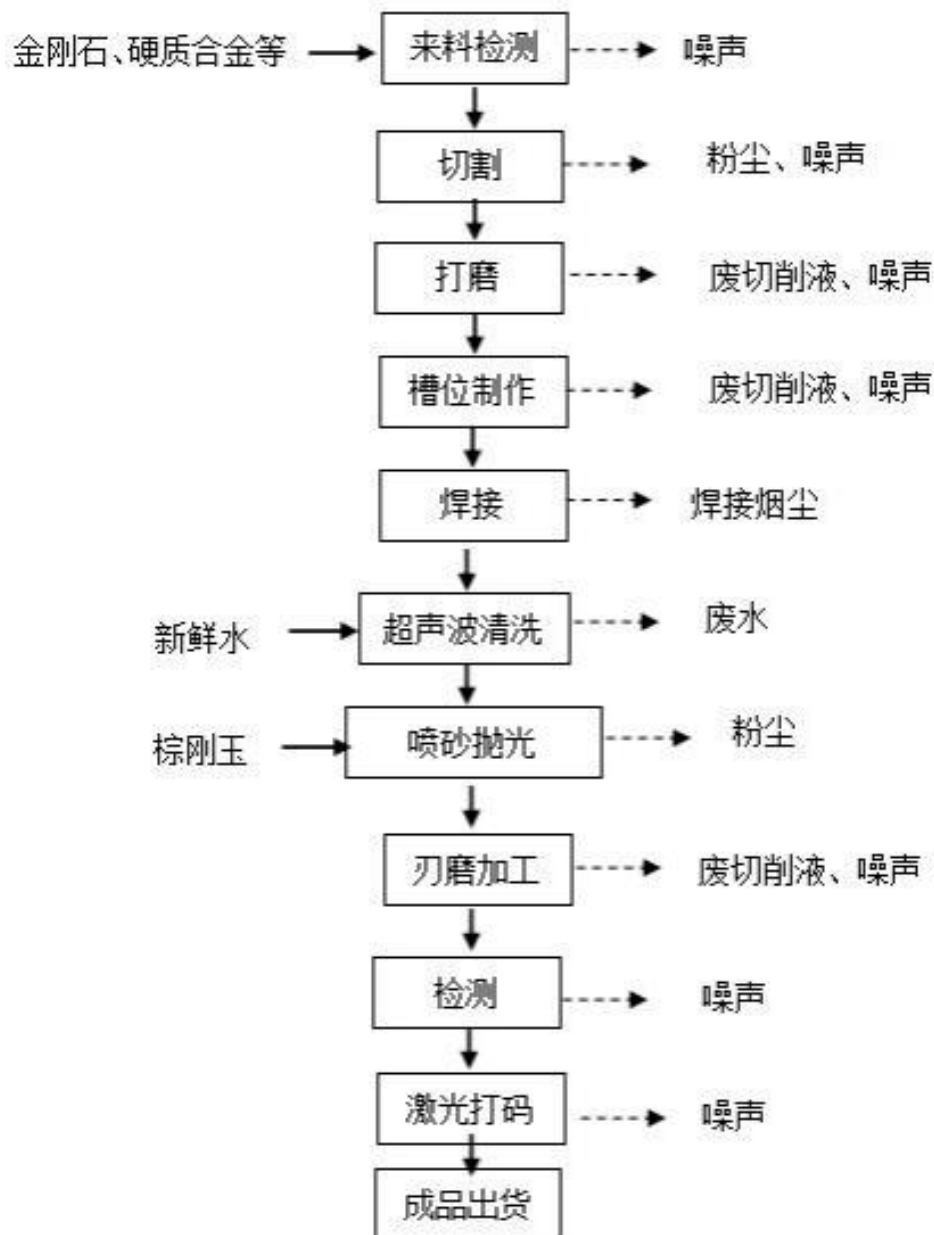 金刚石、硬质合金等 来料检测 噪声
切割 粉尘、噪声
打磨 废切削液、噪声
槽位制作 废切削液、噪声
焊接 焊接烟尘
新鲜水 超声波清洗 废水
棕刚玉 喷砂抛光 粉尘
刃磨加工 废切削液、噪声
检测 噪声
激光打码 噪声
成品出货